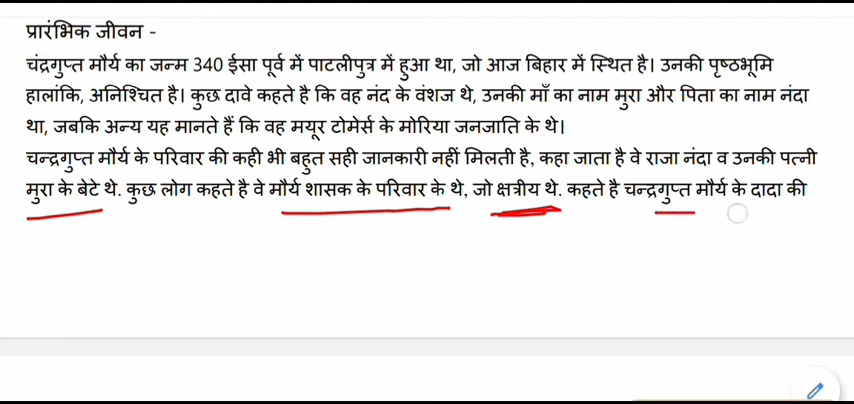 प्रारंभिक जीवन -
चंद्रगुप्त मौर्य का जन्म 340 ईसा पूर्व में पाटलीपुत्र में हुआ था, जो आज बिहार में स्थित है। उनकी पृष्ठभूमि
हालांकि, अनिश्चित है। कुछ दावे कहते है कि वह नंद के वंशज थे, उनकी माँ का नाम मुरा और पिता का नाम नंदा
था, जबकि अन्य यह मानते हैं कि वह मयूर टोमेर्स के मोरिया जनजाति के थे।
चन्द्रगुप्त मौर्य के परिवार की कही भी बहुत सही जानकारी नहीं मिलती है, कहा जाता है वे राजा नंदा व उनकी पत्नी
मुरा के बेटे थे. कुछ लोग कहते है वे मौर्य शासक के परिवार के थे, जो क्षत्रीय थे. कहते है चन्द्रगुप्त मौर्य के दादा की